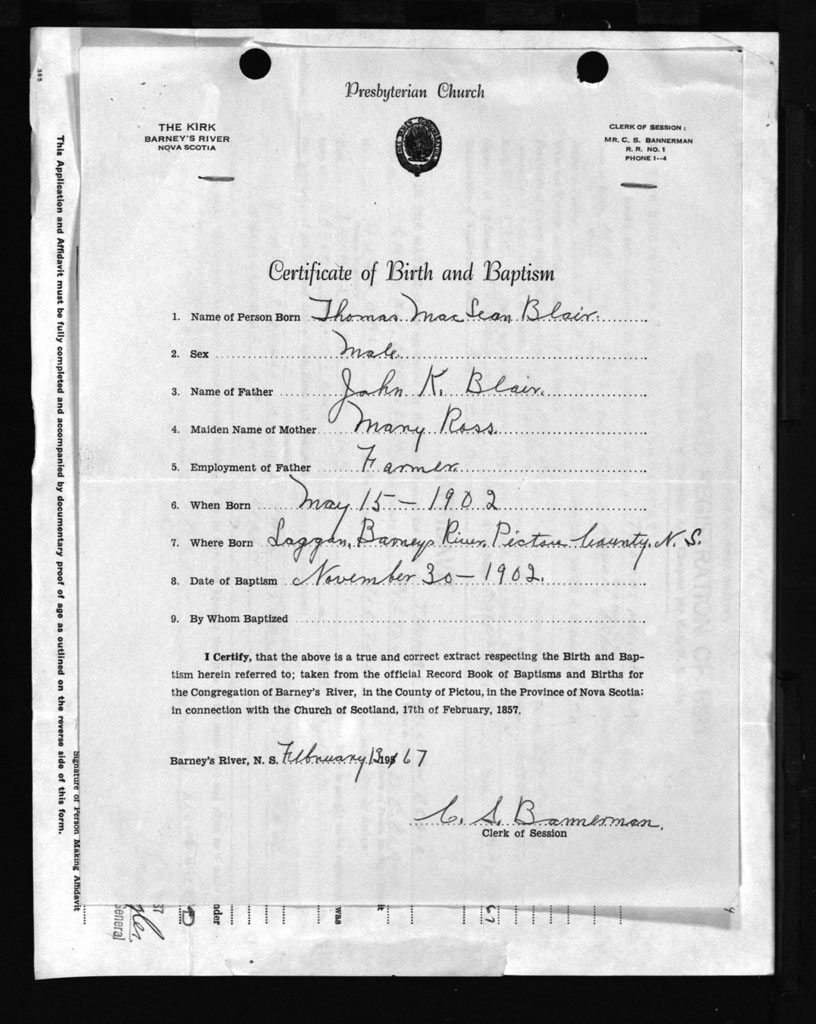 Presbyterian Church
THE KIRK
BARNEY'S RIVER
NOVA SCOTIA
CLERK OF SESSION:
MR. C. S. BANNERMAN
R. R. NO. 1
PHONE 1--4
Certificate of Birth and Baptism
1. Name of Person Born Thomas MacLean Blair.
2. Sex Male
3. Name of Father John K. Blair.
4. Maiden Name of Mother Mary Ross.
5. Employment of Father Farmer
6. When Born May 15 - 1902
7. Where Born Laggan, Barneys River, Pictou County, N. S.
8. Date of Baptism November 30 - 1902.
9. By Whom Baptized
I Certify, that the above is a true and correct extract respecting the Birth and Bap-
tism herein referred to; taken from the official Record Book of Baptisms and Births for
the Congregation of Barney's River, in the County of Pictou, in the Province of Nova Scotia;
in connection with the Church of Scotland, 17th of February, 1857.
Barney's River, N. S. February 13, 1967
C. S. Bannerman.
Clerk of Session
This Application and Affidavit must be fully completed and accompanied by documentary proof of age as outlined on the reverse side of this form.
Signature of Person Making Affidavit
General
57
nder
was
it
67